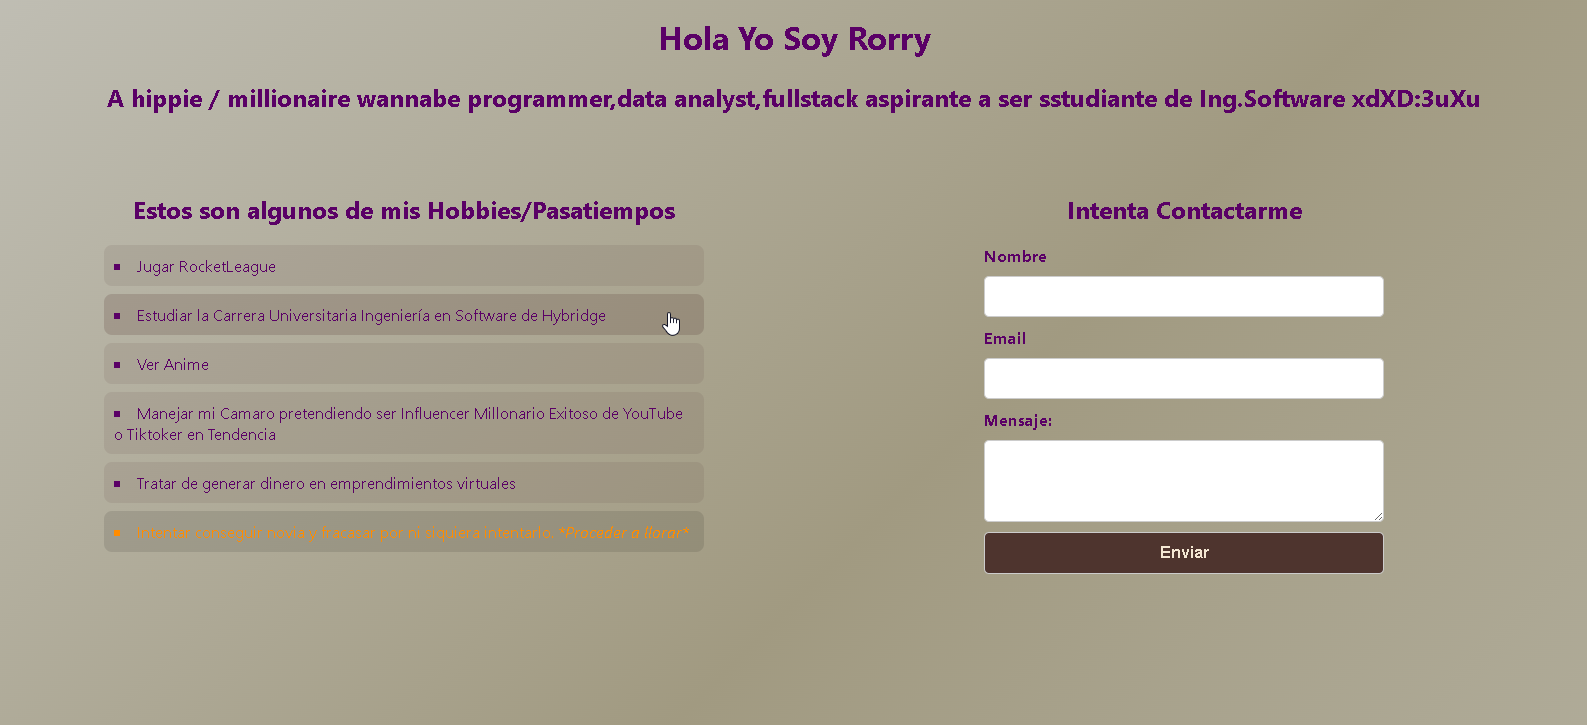 Hola Yo Soy Rorry
A hippie / millionaire wannabe programmer,data analyst,fullstack aspirante a ser sstudiante de Ing.Software xdXD:3uXu
Estos son algunos de mis Hobbies/Pasatiempos
Jugar RocketLeague
Estudiar la Carrera Universitaria Ingeniería en Software de Hybridge
Ver Anime
Manejar mi Camaro pretendiendo ser Influencer Millonario Exitoso de YouTube
o Tiktoker en Tendencia
Tratar de generar dinero en emprendimientos virtuales
Intentar conseguir novia y fracasar por ni siquiera intentarlo. *Proceder a llorar*
Intenta Contactarme
Nombre
Email
Mensaje:
Enviar